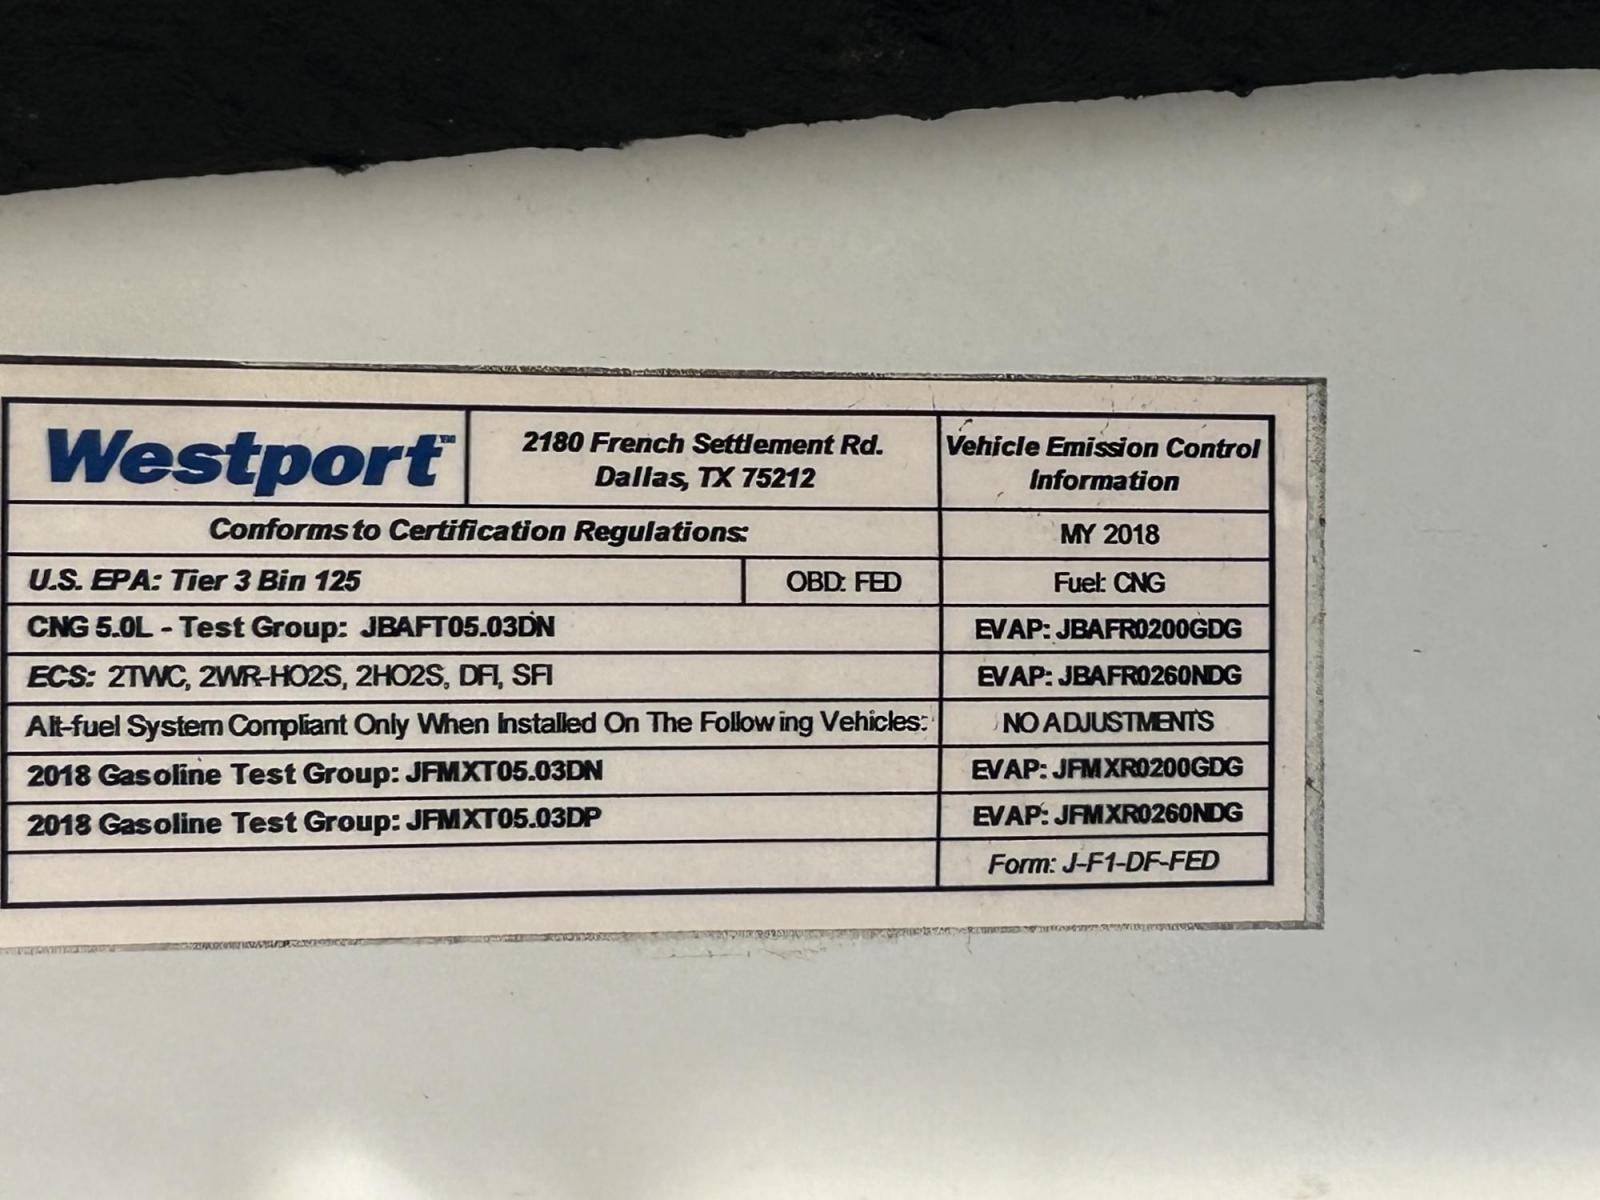 Westport™
2180 French Settlement Rd.
Dallas, TX 75212
Vehicle Emission Control
Information
Conforms to Certification Regulations:
MY 2018
U.S. EPA: Tier 3 Bin 125
OBD: FED
Fuel: CNG
CNG 5.0L - Test Group: JBAFT05.03DN
EVAP: JBAFR0200GDG
ECS: 2TWC, 2WR-HO2S, 2HO2S, DFI, SFI
EVAP: JBAFR0260NDG
Alt-fuel System Compliant Only When Installed On The Following Vehicles:
NO ADJUSTMENTS
2018 Gasoline Test Group: JFMXT05.03DN
EVAP: JFMXR0200GDG
2018 Gasoline Test Group: JFMXT05.03DP
EVAP: JFMXR0260NDG
Form: J-F1-DF-FED